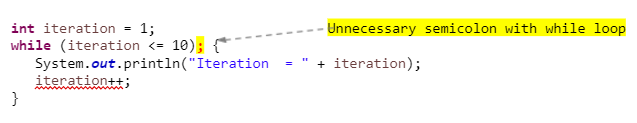 int iteration = 1;                    Unnecessary semicolon with while loop
while (iteration <= 10); {
   System.out.println("Iteration  = " + iteration);
   iteration++;
}